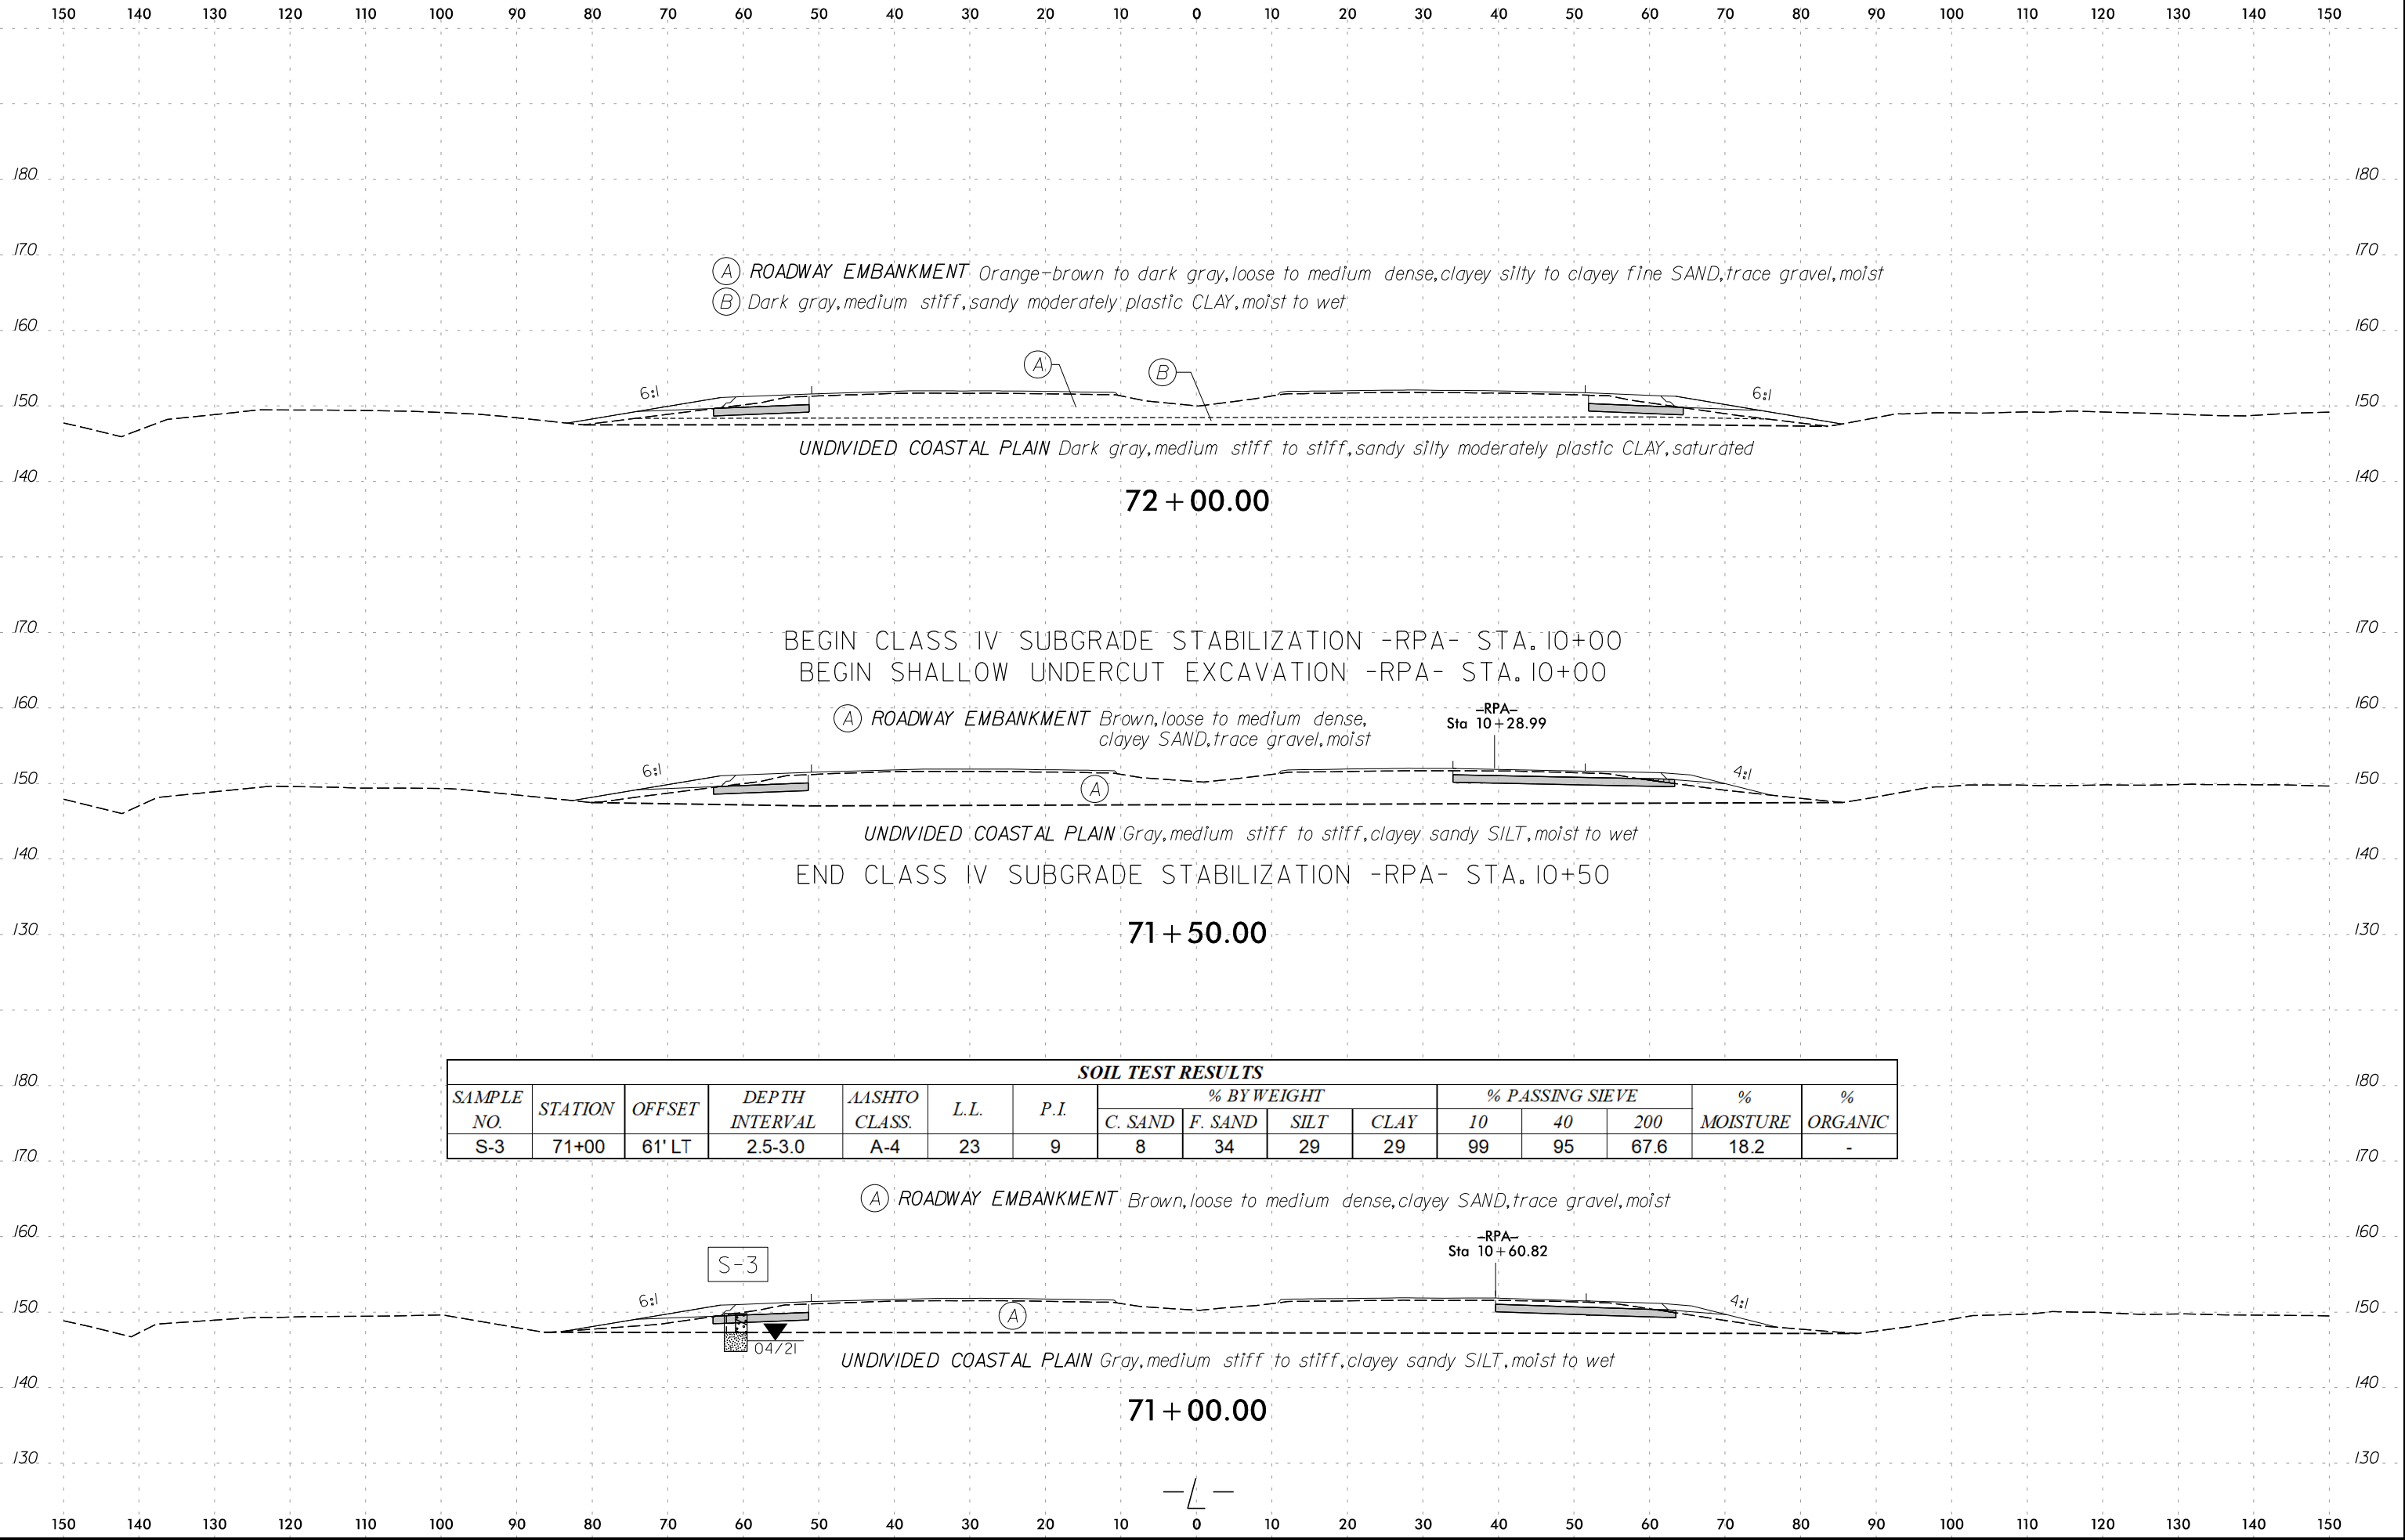 150 140 130 120 110 100 90 80 70 60 50 40 30 20 10 0 10 20 30 40 50 60 70 80 90 100 110 120 130 140 150
180 180
170 170
Ⓐ ROADWAY EMBANKMENT Orange-brown to dark gray, loose to medium dense, clayey silty to clayey fine SAND, trace gravel, moist
Ⓑ Dark gray, medium stiff, sandy moderately plastic CLAY, moist to wet
160 160
A B
6:1 6:1
150 150
UNDIVIDED COASTAL PLAIN Dark gray, medium stiff to stiff, sandy silty moderately plastic CLAY, saturated
140 140
72+00.00
170 170
BEGIN CLASS IV SUBGRADE STABILIZATION -RPA- STA. 10+00
BEGIN SHALLOW UNDERCUT EXCAVATION -RPA- STA. 10+00
160 160
Ⓐ ROADWAY EMBANKMENT Brown, loose to medium dense,
clayey SAND, trace gravel, moist
-RPA-
Sta 10+28.99
6:1 4:1
150 150
A
UNDIVIDED COASTAL PLAIN Gray, medium stiff to stiff, clayey sandy SILT, moist to wet
140 140
END CLASS IV SUBGRADE STABILIZATION -RPA- STA. 10+50
130 130
71+50.00
180 180
SOIL TEST RESULTS
SAMPLE NO. STATION OFFSET DEPTH INTERVAL AASHTO CLASS. L.L. P.I. % BY WEIGHT % PASSING SIEVE % MOISTURE % ORGANIC
C. SAND F. SAND SILT CLAY 10 40 200
S-3 71+00 61' LT 2.5-3.0 A-4 23 9 8 34 29 29 99 95 67.6 18.2 -
170 170
Ⓐ ROADWAY EMBANKMENT Brown, loose to medium dense, clayey SAND, trace gravel, moist
160 160
-RPA-
Sta 10+60.82
S-3
6:1 4:1
150 150
A
04/21
UNDIVIDED COASTAL PLAIN Gray, medium stiff to stiff, clayey sandy SILT, moist to wet
140 140
71+00.00
130 130
-L-
150 140 130 120 110 100 90 80 70 60 50 40 30 20 10 0 10 20 30 40 50 60 70 80 90 100 110 120 130 140 150